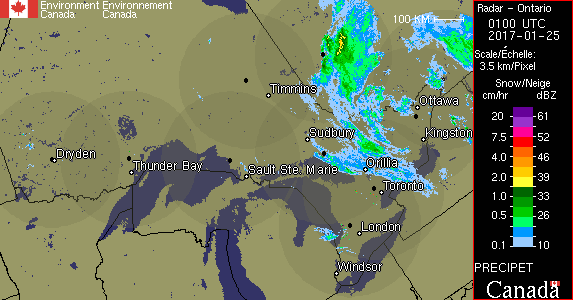 Environment Environnement
Canada Canada
100 KM
Timmins
Ottawa
Sudbury
Kingston
Dryden
Thunder Bay
Sault Ste. Marie
Orillia
Toronto
London
Windsor
Radar - Ontario
0100 UTC
2017-01-25
Scale/Échelle:
3.5 km/Pixel
Snow/Neige
cm/hr dBZ
20 61
7.5 57
4.0 52
3.0 46
2.0 39
1.0 33
0.5 26
0.1 10
PRECIPET
Canada